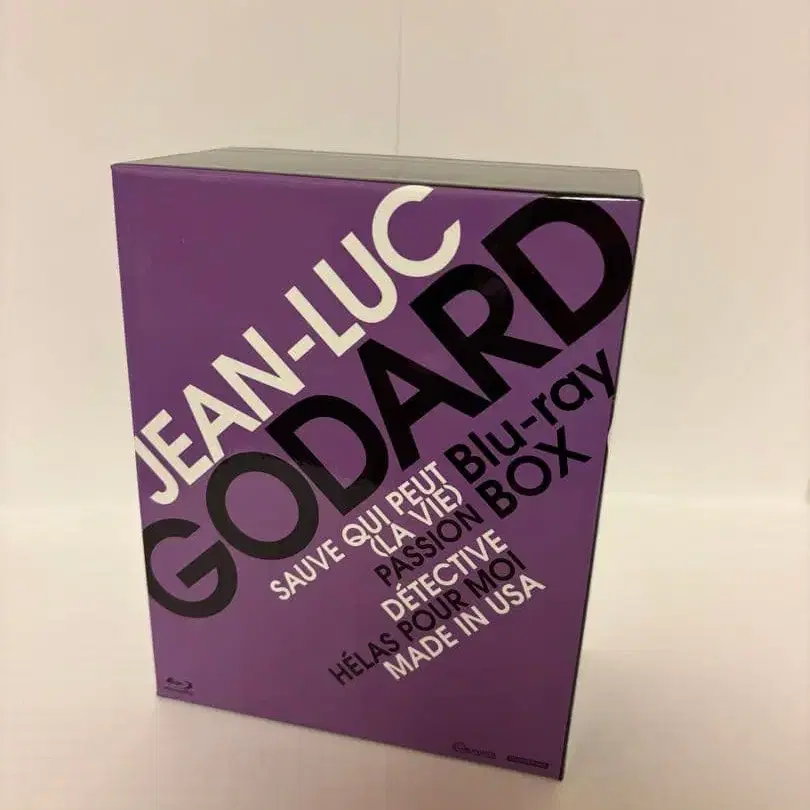 JEAN-LUC
GODARD
Blu-ray
BOX
SAUVE QUI PEUT
(LA VIE)
PASSION
DÉTECTIVE
HÉLAS POUR MOI
MADE IN USA